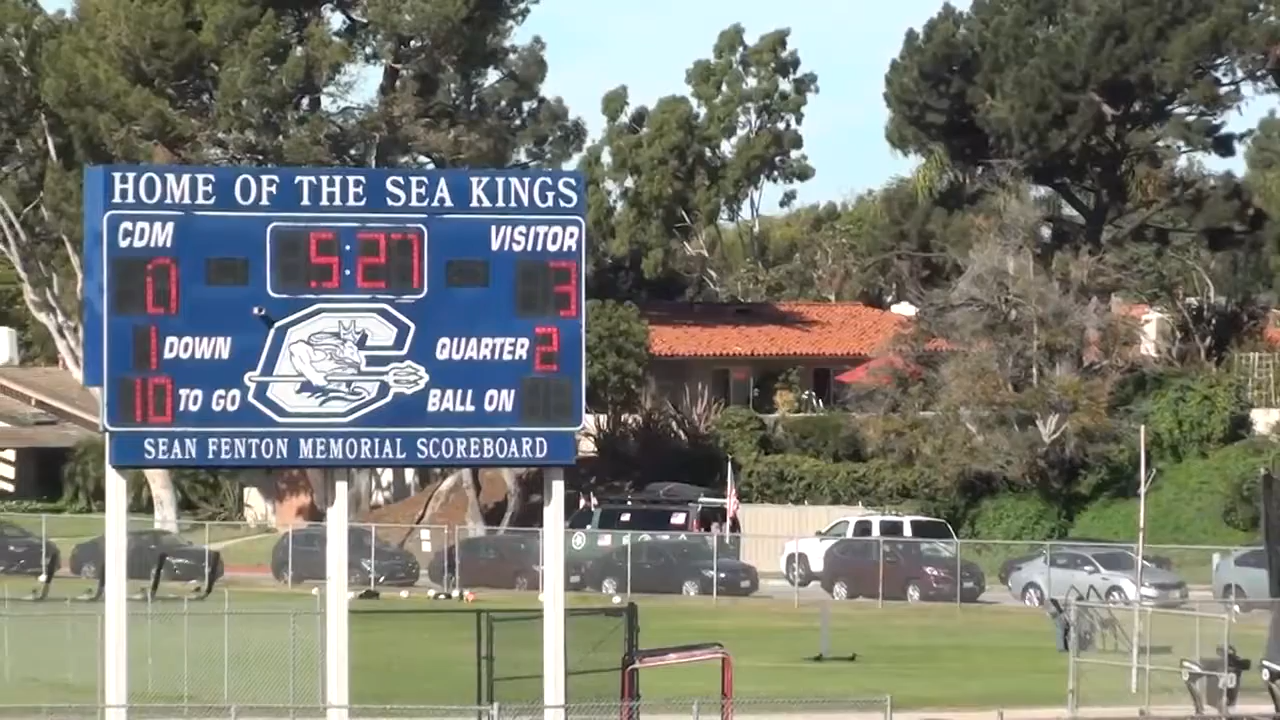 HOME OF THE SEA KINGS
CDM 5:27 VISITOR
0 3
1 DOWN QUARTER 2
10 TO GO BALL ON
SEAN FENTON MEMORIAL SCOREBOARD
70